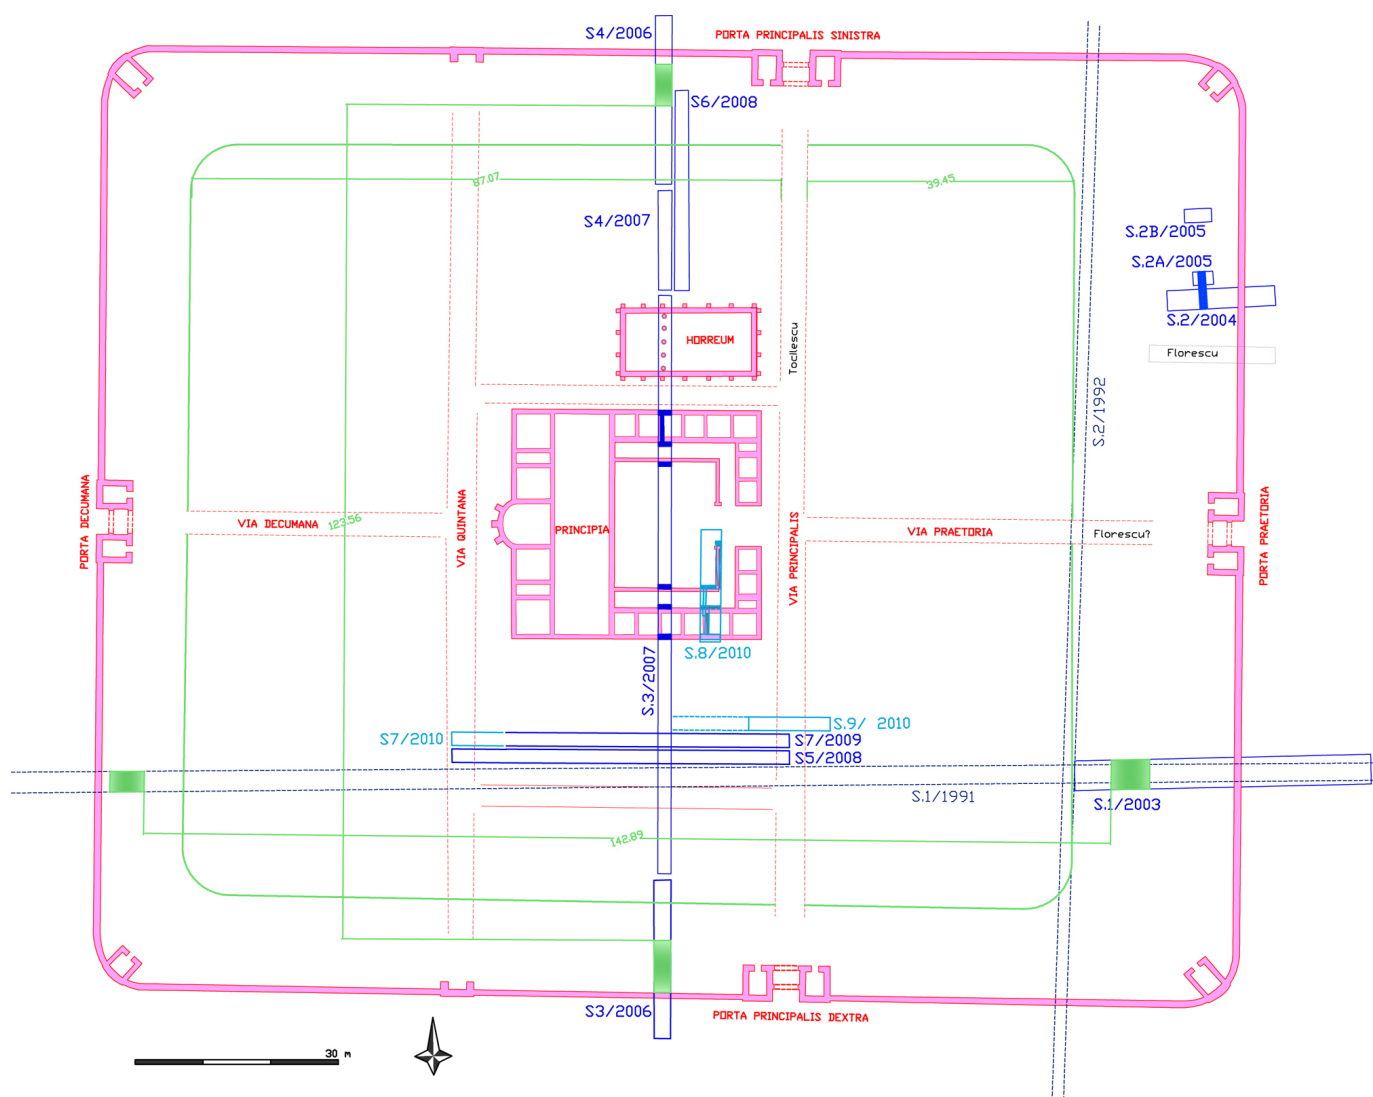 S4/2006
PORTA PRINCIPALIS SINISTRA
S6/2008
87.07
39.45
S4/2007
S.2B/2005
S.2A/2005
S.2/2004
HORREUM
Tocilescu
Florescu
S.2/1992
PORTA DECUMANA
VIA DECUMANA
123.56
VIA QUINTANA
PRINCIPIA
VIA PRINCIPALIS
VIA PRAETORIA
Florescu?
PORTA PRAETORIA
S.8/2010
S.3/2007
S.9/ 2010
S7/2010
S7/2009
S5/2008
S.1/1991
S.1/2003
142.89
S3/2006
PORTA PRINCIPALIS DEXTRA
30 m